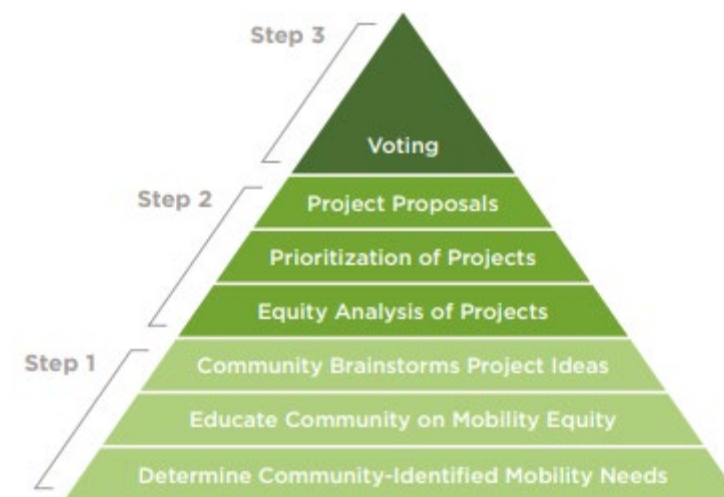 Step 3
Voting
Step 2
Project Proposals
Prioritization of Projects
Equity Analysis of Projects
Step 1
Community Brainstorms Project Ideas
Educate Community on Mobility Equity
Determine Community-Identified Mobility Needs